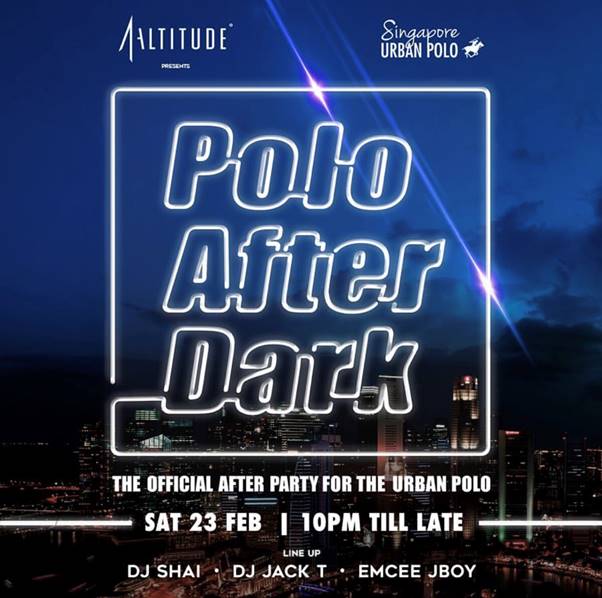 1-ALTITUDE
PRESENTS
Singapore
URBAN POLO
Polo
After
Dark
THE OFFICIAL AFTER PARTY FOR THE URBAN POLO
SAT 23 FEB | 10PM TILL LATE
LINE UP
DJ SHAI • DJ JACK T • EMCEE JBOY